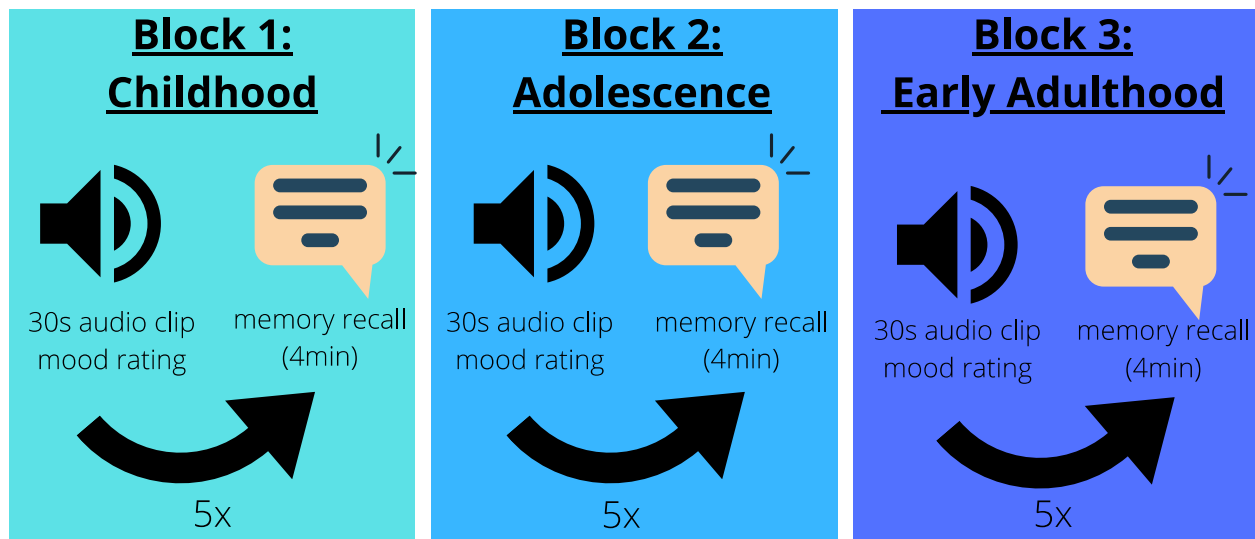 Block 1:
Childhood
30s audio clip
mood rating
memory recall
(4min)
5x
Block 2:
Adolescence
30s audio clip
mood rating
memory recall
(4min)
5x
Block 3:
Early Adulthood
30s audio clip
mood rating
memory recall
(4min)
5x